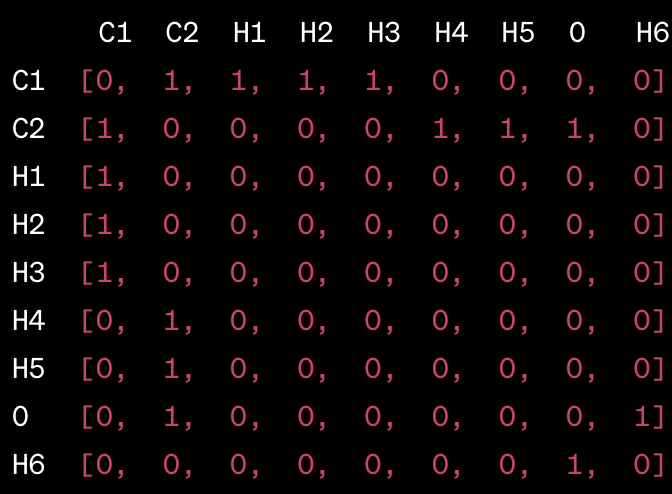 C1 C2 H1 H2 H3 H4 H5 O H6
C1 [0, 1, 1, 1, 1, 0, 0, 0, 0]
C2 [1, 0, 0, 0, 0, 1, 1, 1, 0]
H1 [1, 0, 0, 0, 0, 0, 0, 0, 0]
H2 [1, 0, 0, 0, 0, 0, 0, 0, 0]
H3 [1, 0, 0, 0, 0, 0, 0, 0, 0]
H4 [0, 1, 0, 0, 0, 0, 0, 0, 0]
H5 [0, 1, 0, 0, 0, 0, 0, 0, 0]
O [0, 1, 0, 0, 0, 0, 0, 0, 1]
H6 [0, 0, 0, 0, 0, 0, 0, 1, 0]